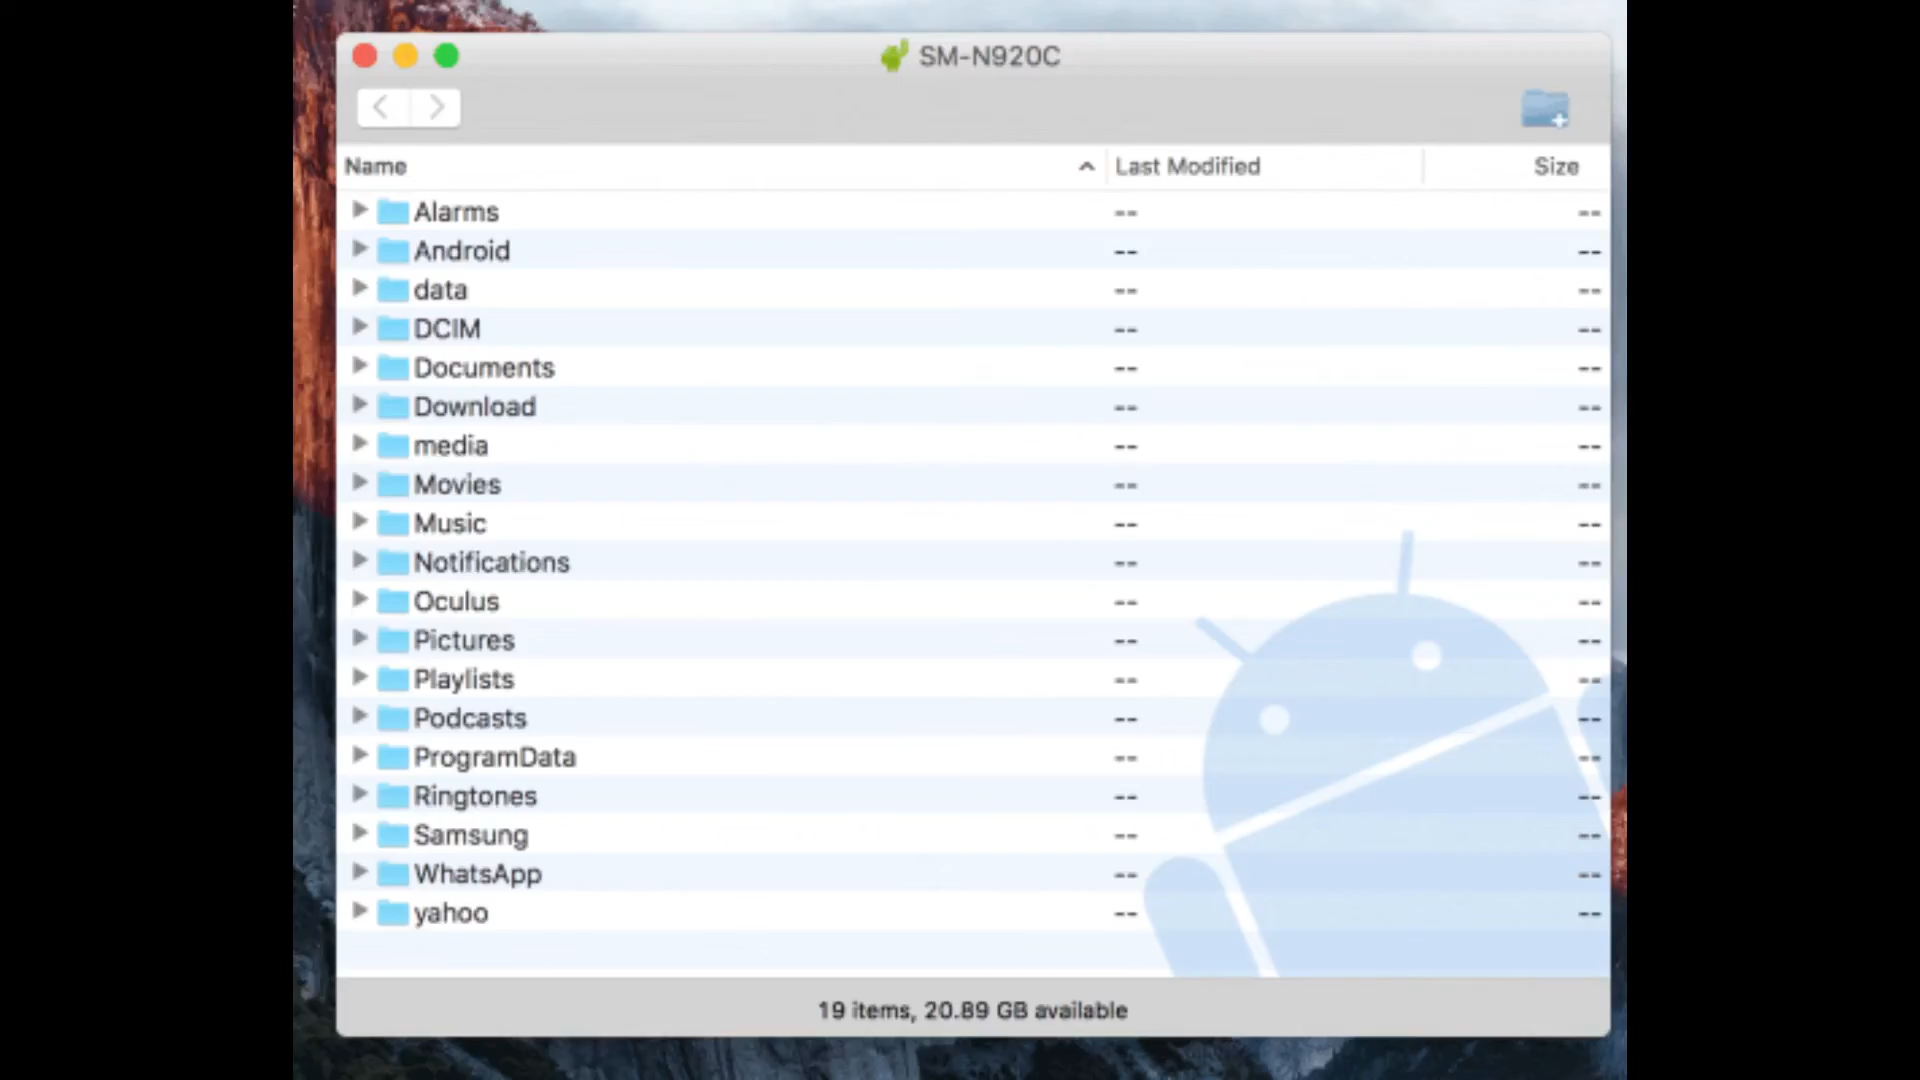 SM-N920C
Name Last Modified Size
Alarms -- --
Android -- --
data -- --
DCIM -- --
Documents -- --
Download -- --
media -- --
Movies -- --
Music -- --
Notifications -- --
Oculus -- --
Pictures -- --
Playlists -- --
Podcasts -- --
ProgramData -- --
Ringtones -- --
Samsung -- --
WhatsApp -- --
yahoo -- --
19 items, 20.89 GB available